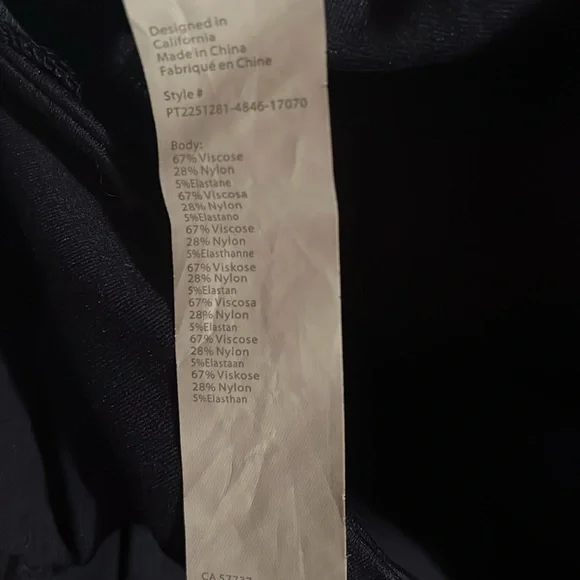 Designed in
California
Made in China
Fabriqué en Chine
Style #
PT2251281-4846-17070
Body:
67% Viscose
28% Nylon
5%Elastane
67% Viscosa
28% Nylon
5%Elastano
67% Viscose
28% Nylon
5%Elasthanne
67% Viskose
28% Nylon
5%Elastan
67% Viscosa
28% Nylon
5%Elastan
67% Viscose
28% Nylon
5%Elastaan
67% Viskose
28% Nylon
5%Elasthan
CA